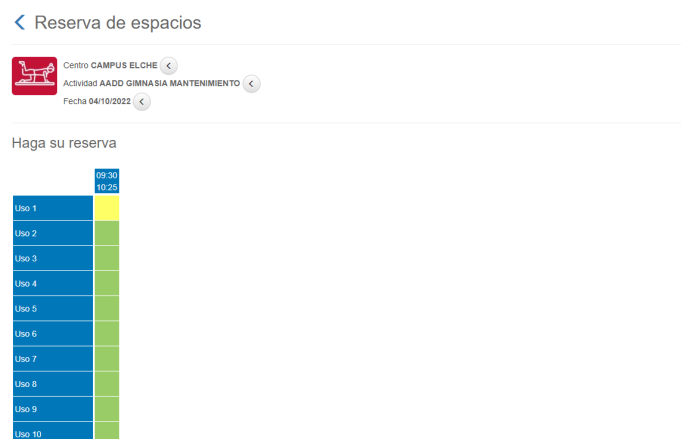 Reserva de espacios
Centro CAMPUS ELCHE
Actividad AADD GIMNASIA MANTENIMIENTO
Fecha 04/10/2022
Haga su reserva
09:30
10:25
Uso 1
Uso 2
Uso 3
Uso 4
Uso 5
Uso 6
Uso 7
Uso 8
Uso 9
Uso 10